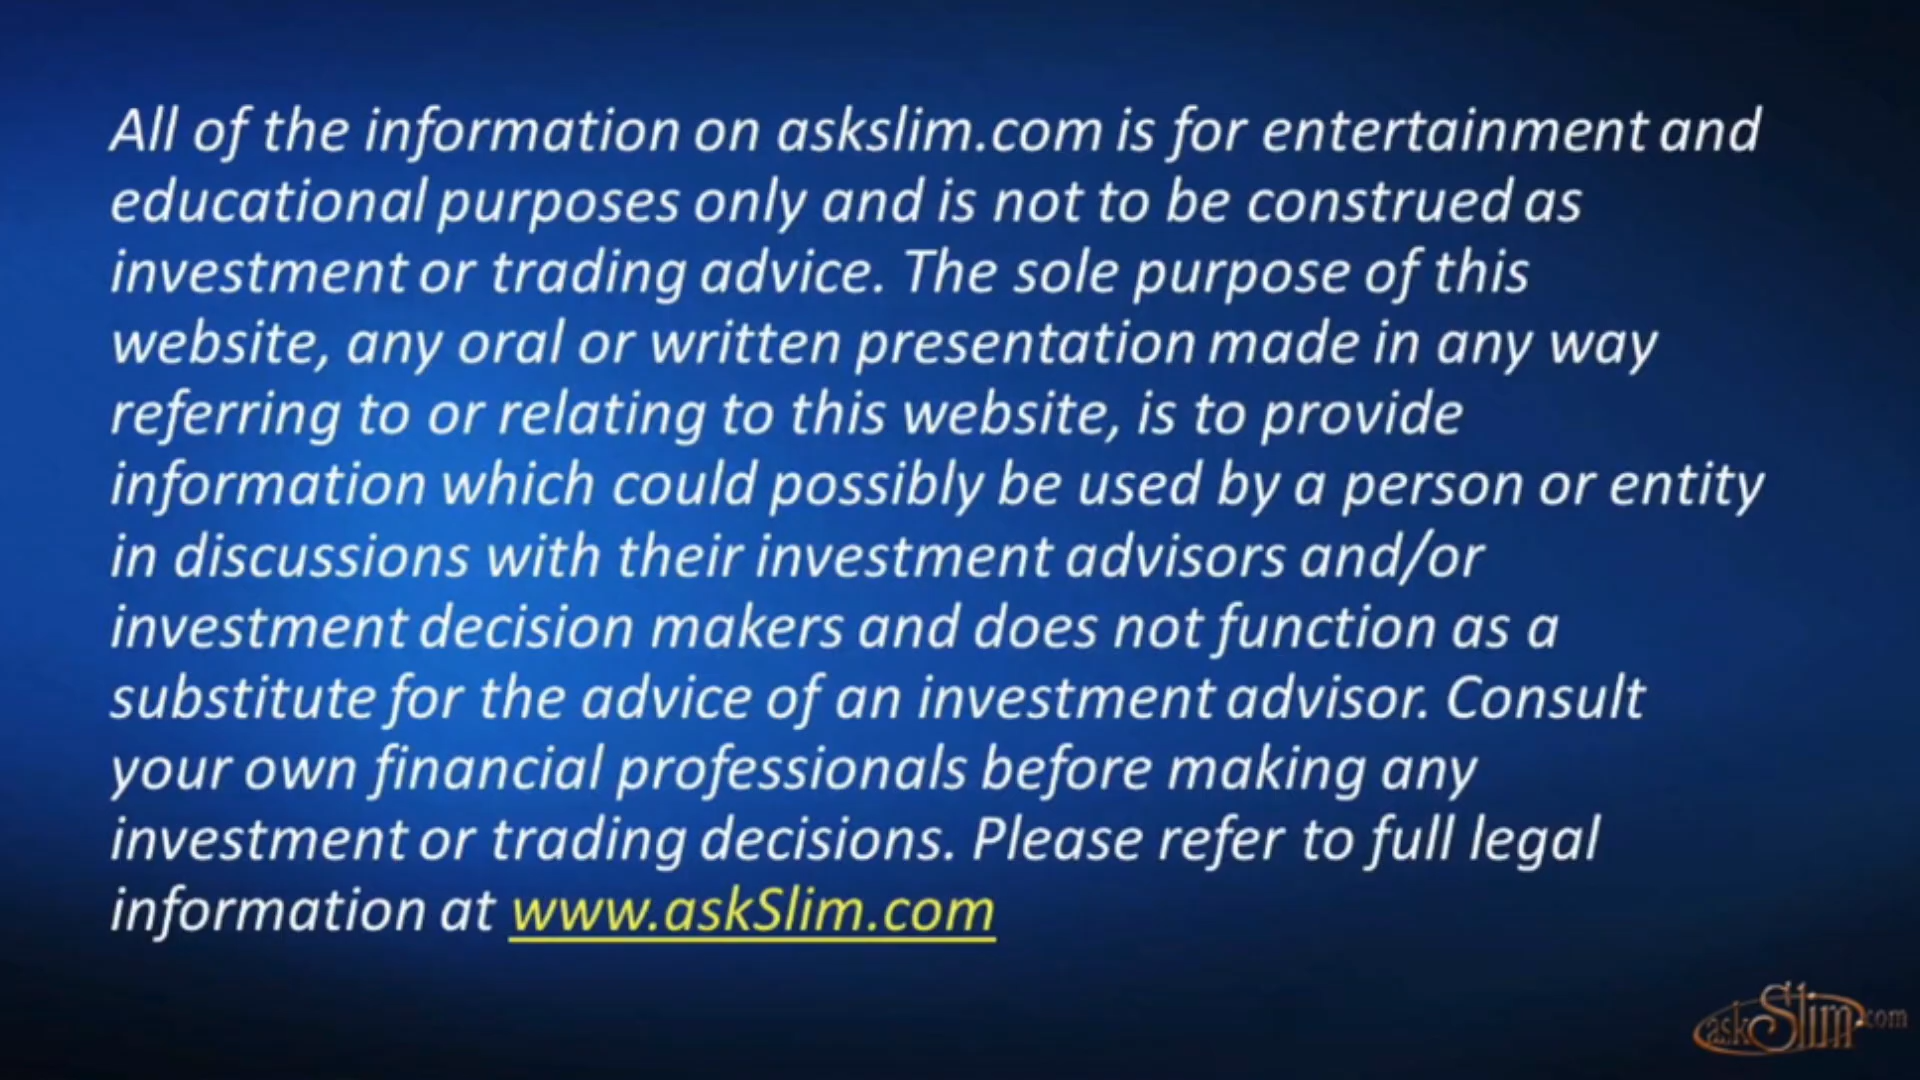 All of the information on askslim.com is for entertainment and
educational purposes only and is not to be construed as
investment or trading advice. The sole purpose of this
website, any oral or written presentation made in any way
referring to or relating to this website, is to provide
information which could possibly be used by a person or entity
in discussions with their investment advisors and/or
investment decision makers and does not function as a
substitute for the advice of an investment advisor. Consult
your own financial professionals before making any
investment or trading decisions. Please refer to full legal
information at www.askSlim.com
askSlim.com